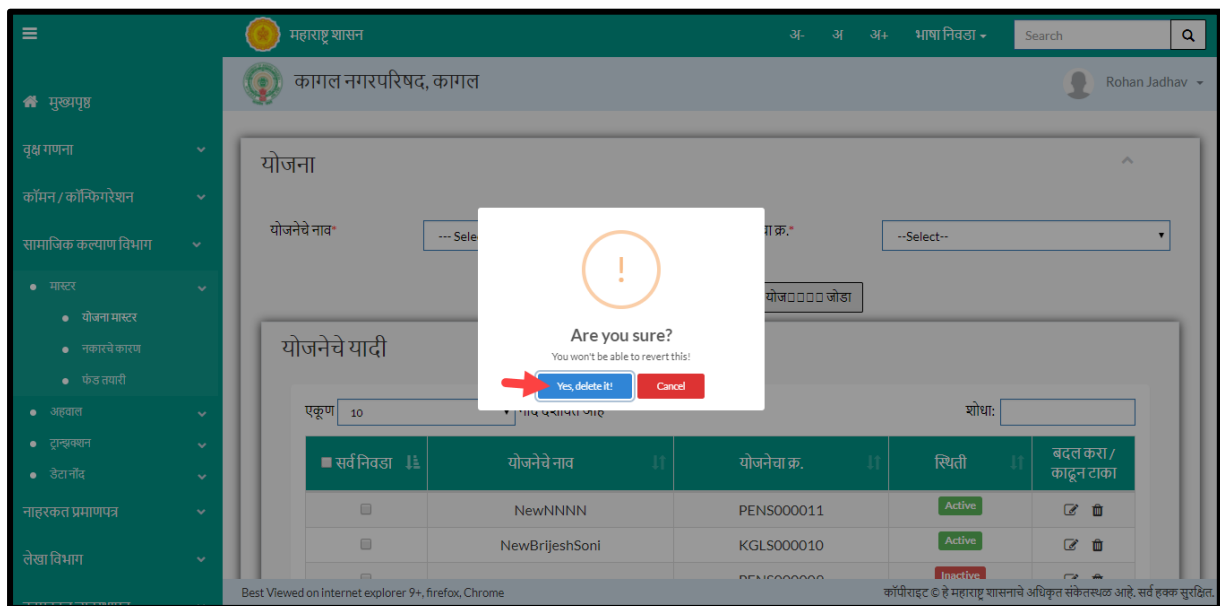 महाराष्ट्र शासन अ- अ अ+ भाषा निवडा Search
कागल नगरपरिषद, कागल Rohan Jadhav
मुख्यपृष्ठ
वृक्ष गणना
कॉमन / कॉन्फिगरेशन
सामाजिक कल्याण विभाग
मास्टर
योजना मास्टर
नकारचे कारण
फंड तयारी
अहवाल
ट्रान्झक्शन
डेटा नोंद
नाहरकत प्रमाणपत्र
लेखा विभाग
योजना
योजनेचे नाव* --- Sele चा क्र.* --Select--
योज▯▯▯▯ जोडा
!
Are you sure?
You won't be able to revert this!
Yes, delete it! Cancel
योजनेचे यादी
एकूण 10 शोधा:
सर्व निवडा योजनेचे नाव योजनेचा क्र. स्थिती बदल करा /
काढून टाका
NewNNNN PENS000011 Active
NewBrijeshSoni KGLS000010 Active
Inactive
Best Viewed on internet explorer 9+, firefox, Chrome कॉपीराइट © हे महाराष्ट्र शासनाचे अधिकृत संकेतस्थळ आहे. सर्व हक्क सुरक्षित.